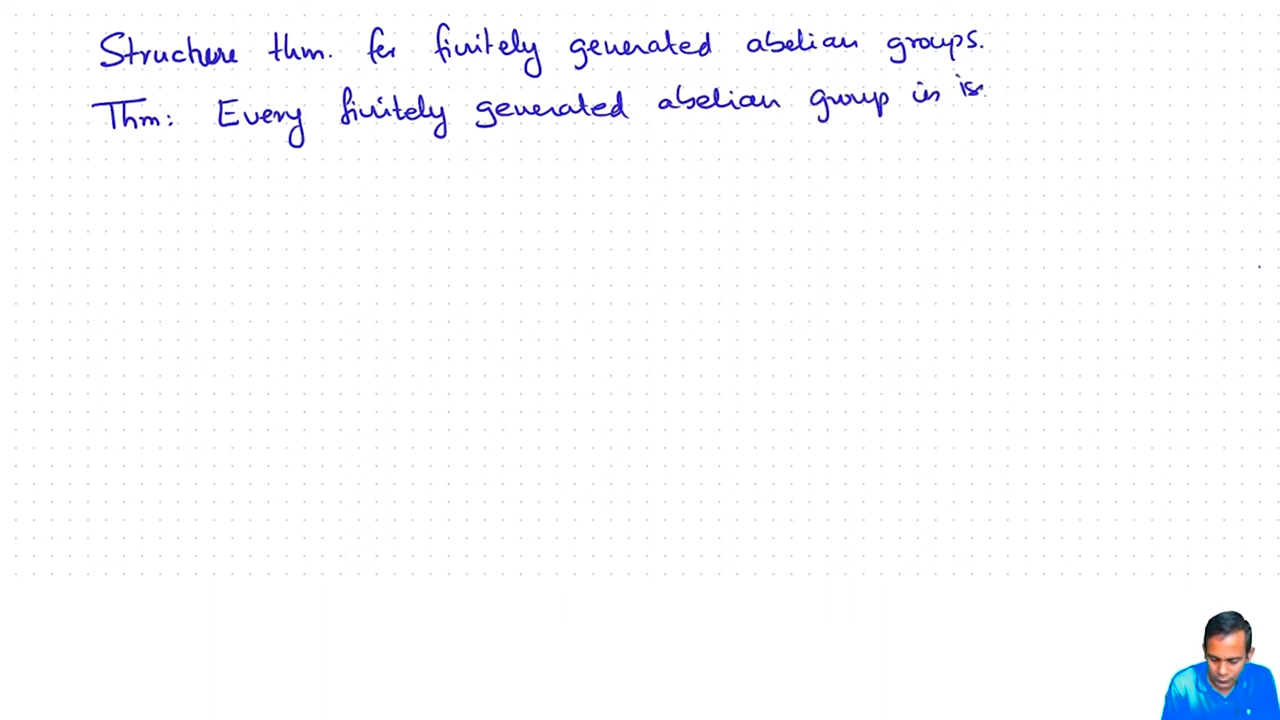 Structure thm. for finitely generated abelian groups.
Thm: Every finitely generated abelian group is is